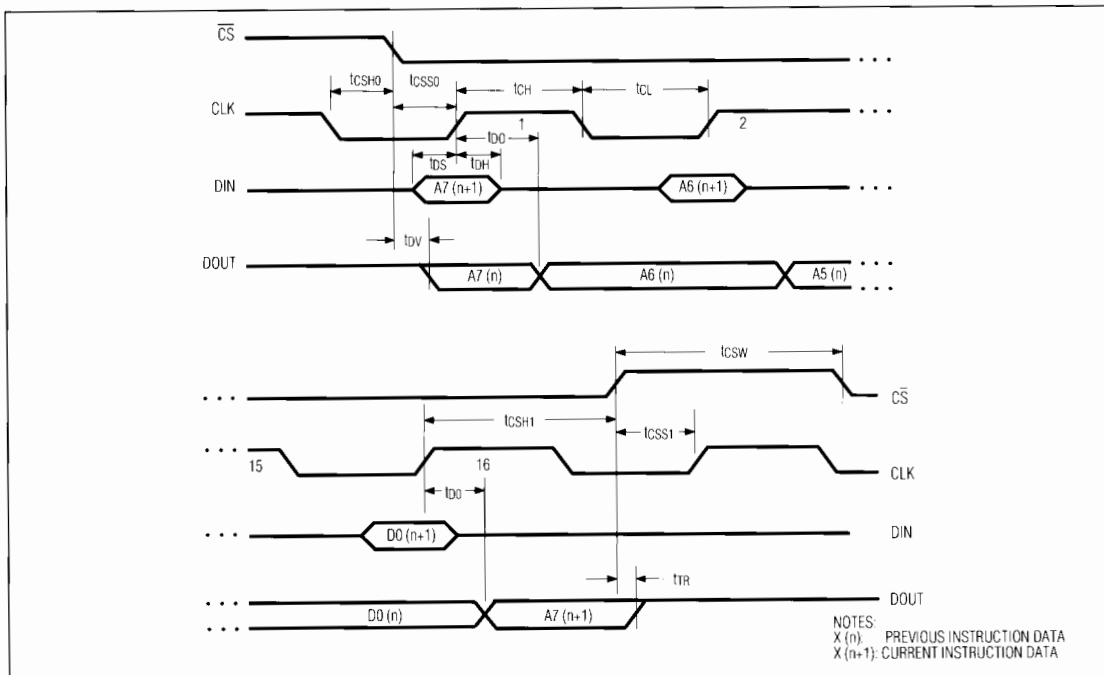 CS
tCSH0 tCSS0 tCH tCL
CLK 1 2
tDO
tDS tDH
DIN A7 (n+1) A6 (n+1)
tDV
DOUT A7 (n) A6 (n) A5 (n)
tCSW
CS
tCSH1 tCSS1
15 16 CLK
tDO
D0 (n+1) DIN
tTR
D0 (n) A7 (n+1) DOUT
NOTES:
X (n): PREVIOUS INSTRUCTION DATA
X (n+1): CURRENT INSTRUCTION DATA